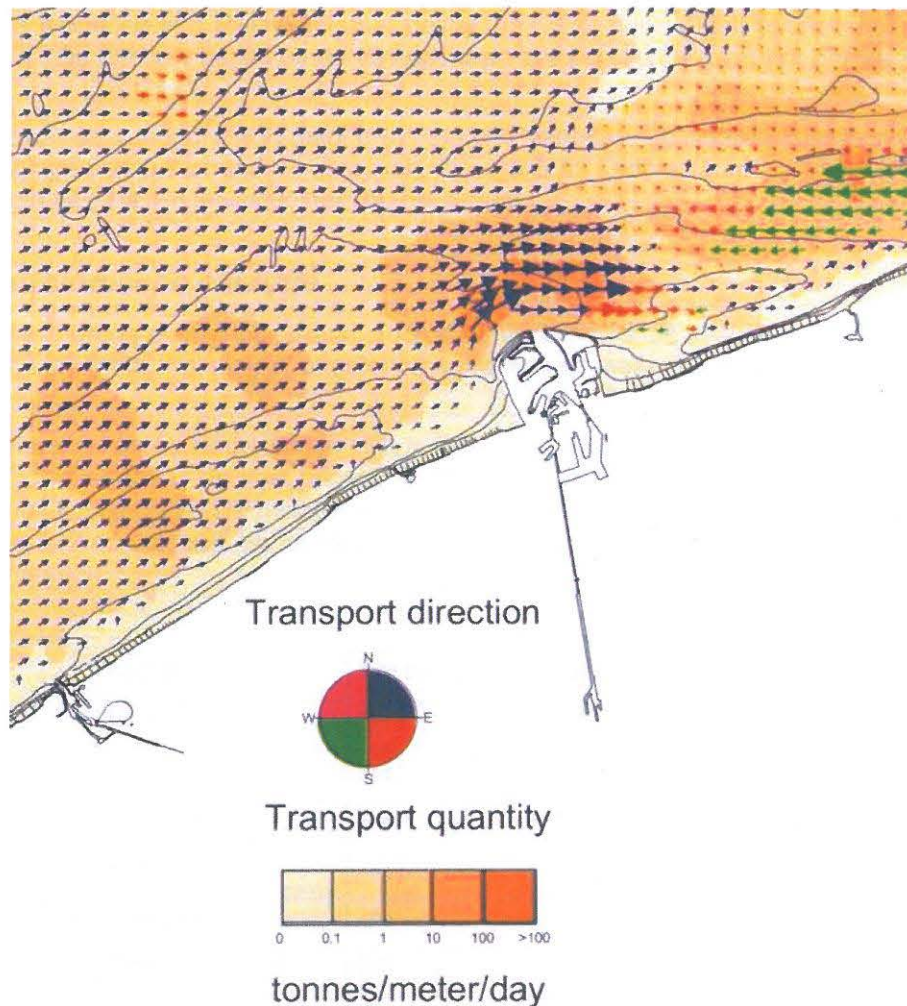 Transport direction
N
W E
S
Transport quantity
0 0,1 1 10 100 >100
tonnes/meter/day